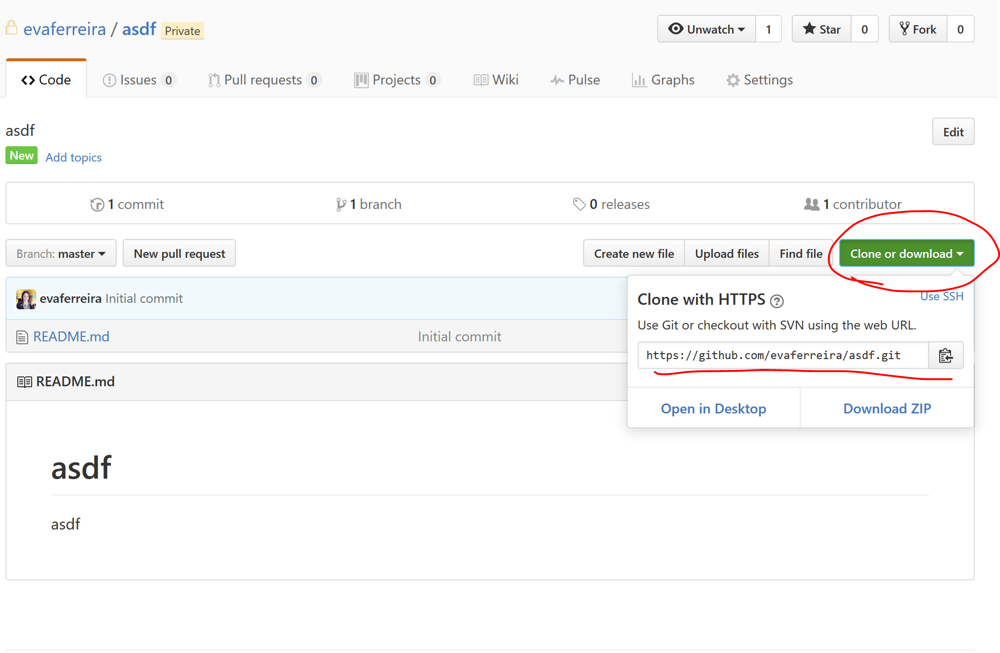 evaferreira / asdf Private Unwatch 1 Star 0 Fork 0
Code Issues 0 Pull requests 0 Projects 0 Wiki Pulse Graphs Settings
asdf Edit
New Add topics
1 commit 1 branch 0 releases 1 contributor
Branch: master New pull request Create new file Upload files Find file Clone or download
evaferreira Initial commit
README.md Initial commit
Clone with HTTPS ? Use SSH
Use Git or checkout with SVN using the web URL.
https://github.com/evaferreira/asdf.git
Open in Desktop Download ZIP
README.md
asdf
asdf